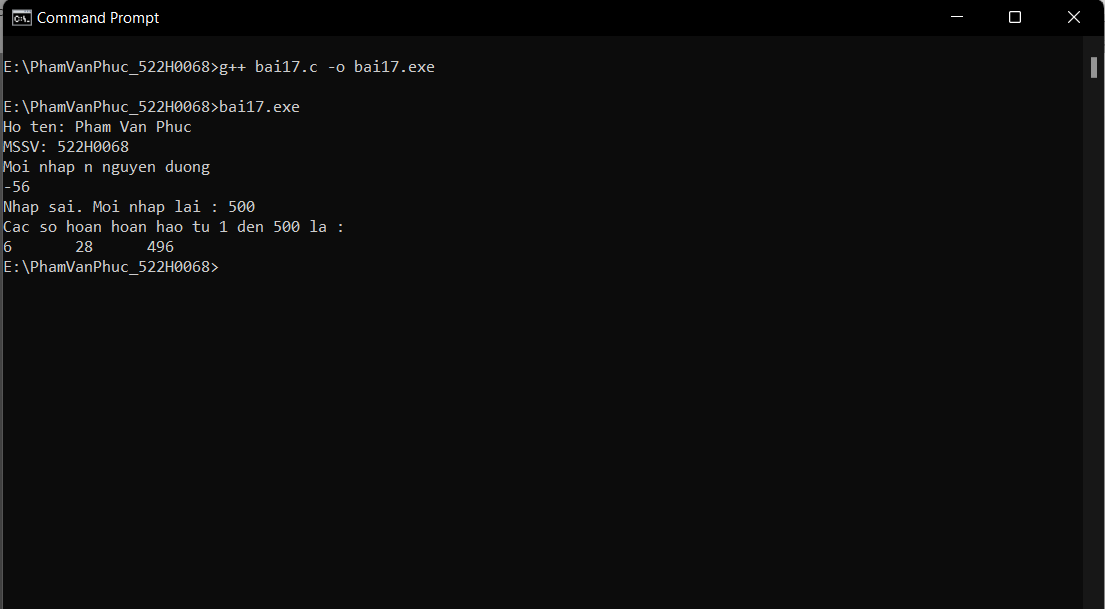 Command Prompt
E:\PhamVanPhuc_522H0068>g++ bai17.c -o bai17.exe
E:\PhamVanPhuc_522H0068>bai17.exe
Ho ten: Pham Van Phuc
MSSV: 522H0068
Moi nhap n nguyen duong
-56
Nhap sai. Moi nhap lai : 500
Cac so hoan hoan hao tu 1 den 500 la :
6       28      496
E:\PhamVanPhuc_522H0068>